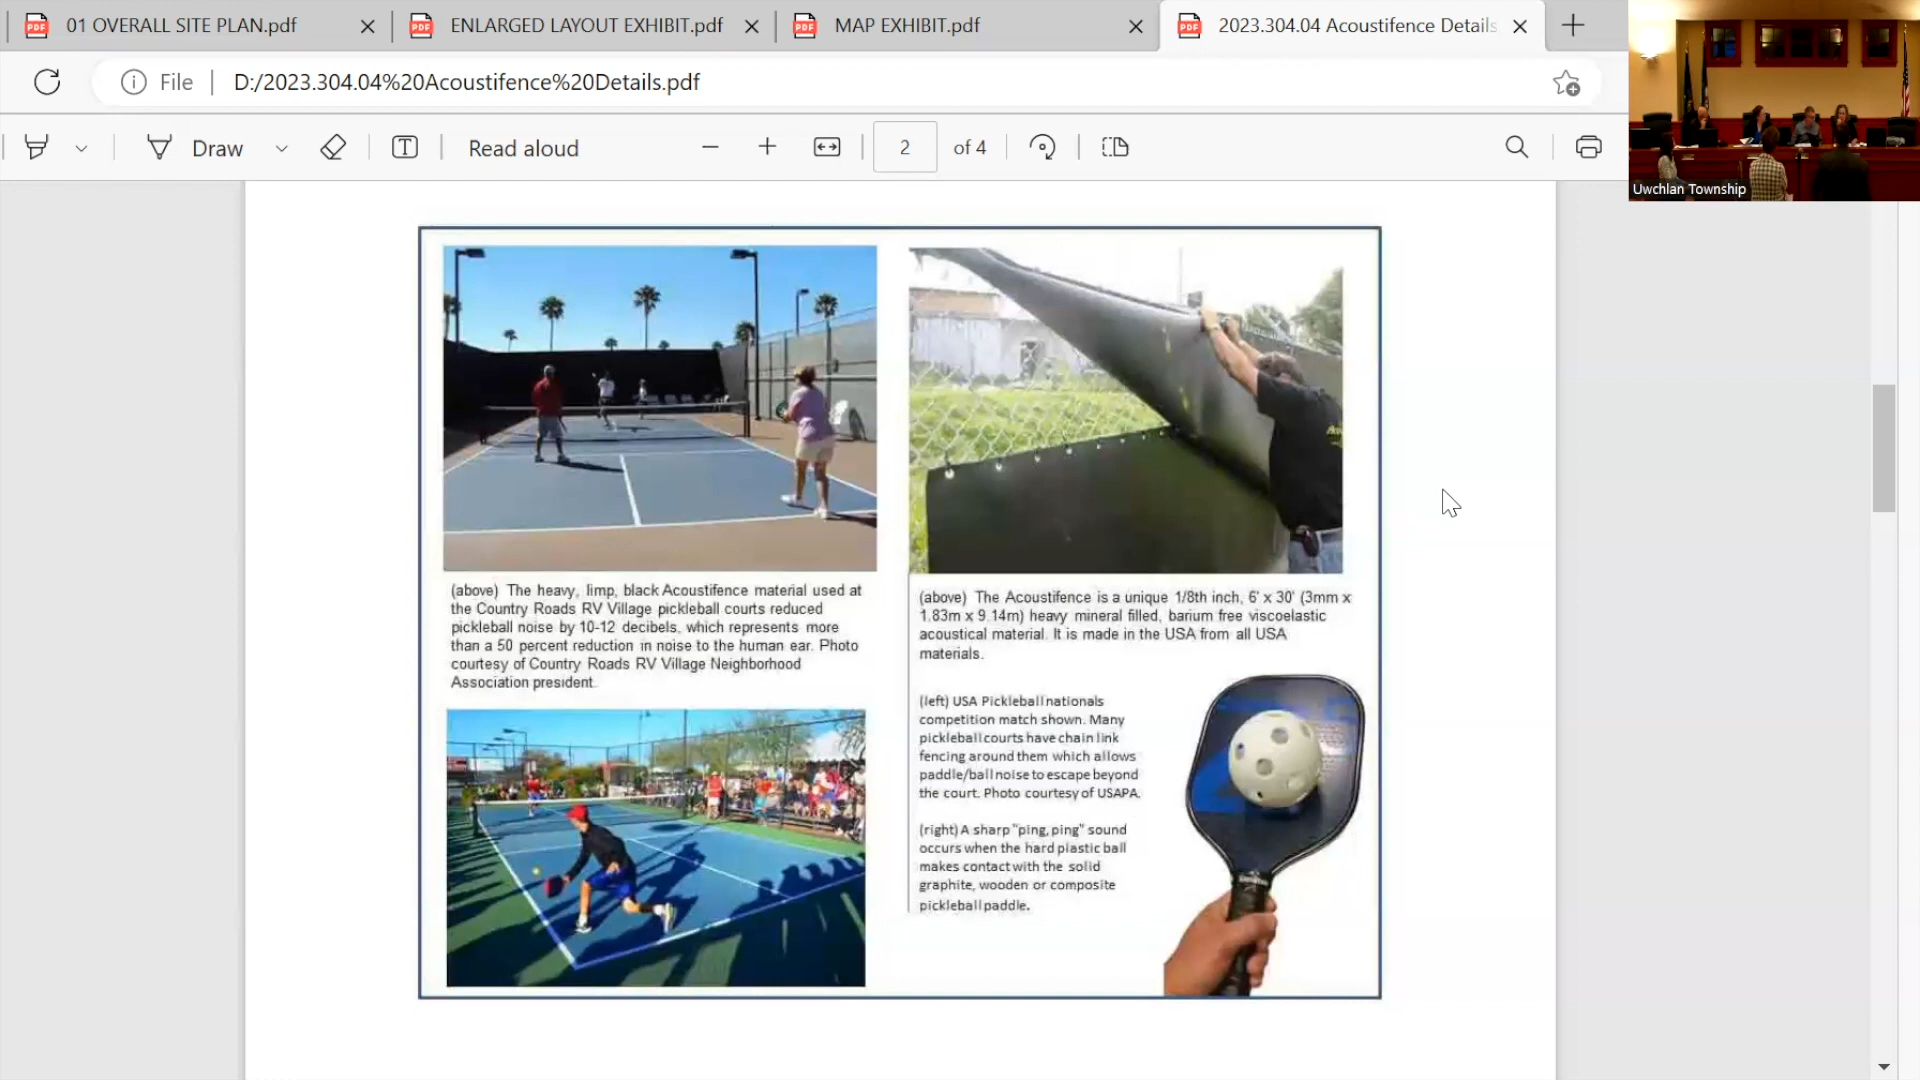 01 OVERALL SITE PLAN.pdf
ENLARGED LAYOUT EXHIBIT.pdf
MAP EXHIBIT.pdf
2023.304.04 Acoustifence Details
File
D:/2023.304.04%20Acoustifence%20Details.pdf
Draw
T
Read aloud
2
of 4
Uwchlan Township
(above) The heavy, limp, black Acoustifence material used at
the Country Roads RV Village pickleball courts reduced
pickleball noise by 10-12 decibels, which represents more
than a 50 percent reduction in noise to the human ear. Photo
courtesy of Country Roads RV Village Neighborhood
Association president.
(above) The Acoustifence is a unique 1/8th inch, 6' x 30' (3mm x
1.83m x 9.14m) heavy mineral filled, barium free viscoelastic
acoustical material. It is made in the USA from all USA
materials.
(left) USA Pickleball nationals
competition match shown. Many
pickleball courts have chain link
fencing around them which allows
paddle/ball noise to escape beyond
the court. Photo courtesy of USAPA.
(right) A sharp "ping, ping" sound
occurs when the hard plastic ball
makes contact with the solid
graphite, wooden or composite
pickleball paddle.